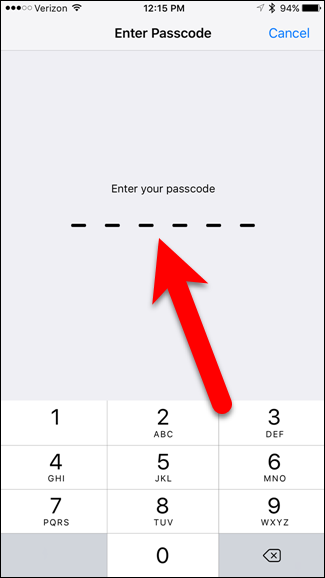 Verizon 12:15 PM 94%
Enter Passcode Cancel
Enter your passcode
1 2 3
ABC DEF
4 5 6
GHI JKL MNO
7 8 9
PQRS TUV WXYZ
0